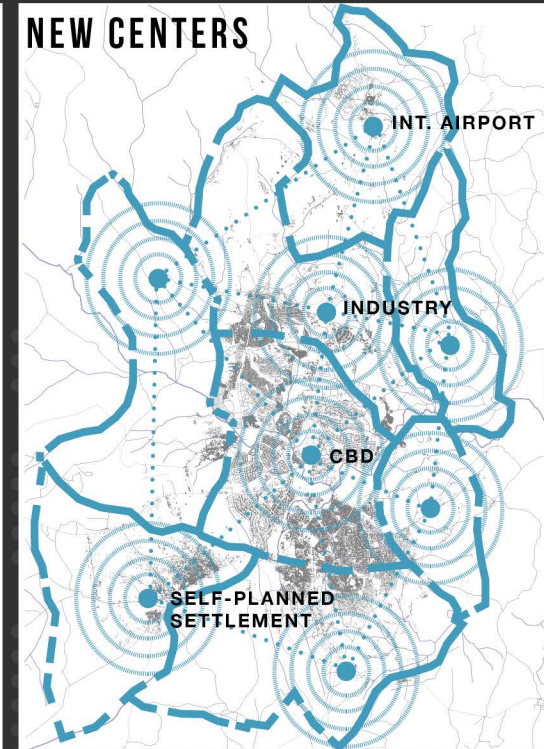 NEW CENTERS
INT. AIRPORT
INDUSTRY
CBD
SELF-PLANNED
SETTLEMENT